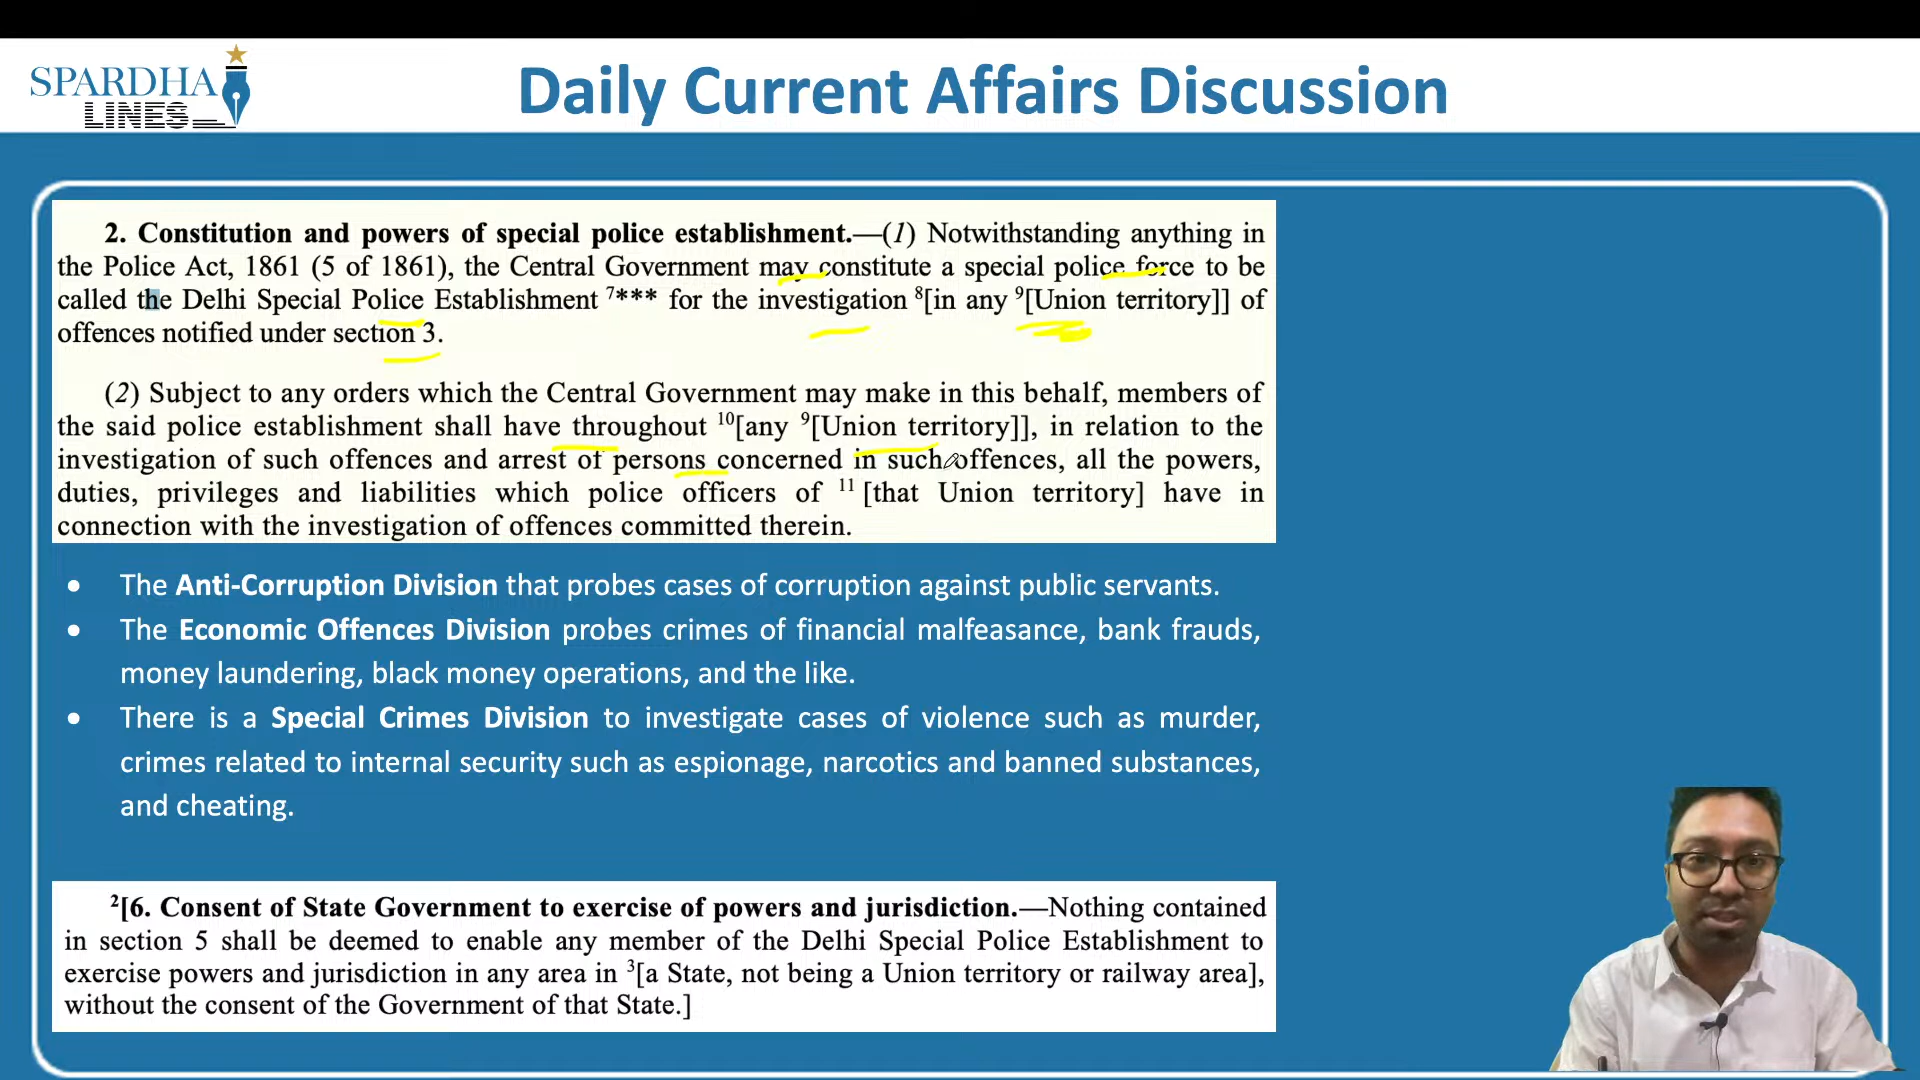 SPARDHA
LINES
Daily Current Affairs Discussion
2. Constitution and powers of special police establishment.—(1) Notwithstanding anything in
the Police Act, 1861 (5 of 1861), the Central Government may constitute a special police force to be
called the Delhi Special Police Establishment ⁷*** for the investigation ⁸[in any ⁹[Union territory]] of
offences notified under section 3.
(2) Subject to any orders which the Central Government may make in this behalf, members of
the said police establishment shall have throughout ¹⁰[any ⁹[Union territory]], in relation to the
investigation of such offences and arrest of persons concerned in such offences, all the powers,
duties, privileges and liabilities which police officers of ¹¹ [that Union territory] have in
connection with the investigation of offences committed therein.
• The Anti-Corruption Division that probes cases of corruption against public servants.
• The Economic Offences Division probes crimes of financial malfeasance, bank frauds,
money laundering, black money operations, and the like.
• There is a Special Crimes Division to investigate cases of violence such as murder,
crimes related to internal security such as espionage, narcotics and banned substances,
and cheating.
²[6. Consent of State Government to exercise of powers and jurisdiction.—Nothing contained
in section 5 shall be deemed to enable any member of the Delhi Special Police Establishment to
exercise powers and jurisdiction in any area in ³[a State, not being a Union territory or railway area],
without the consent of the Government of that State.]